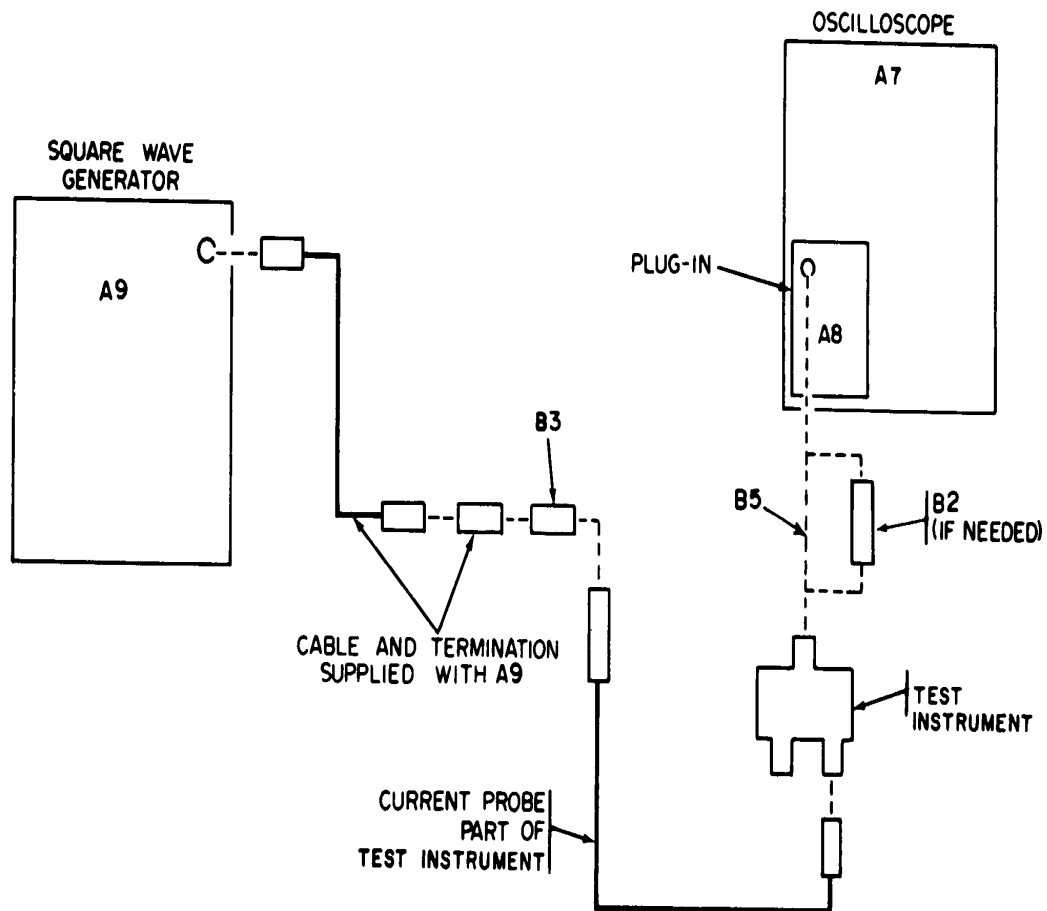 OSCILLOSCOPE
A7
SQUARE WAVE
GENERATOR
A9
PLUG-IN
A8
B3
B5
B2
(IF NEEDED)
CABLE AND TERMINATION
SUPPLIED WITH A9
TEST
INSTRUMENT
CURRENT PROBE
PART OF
TEST INSTRUMENT